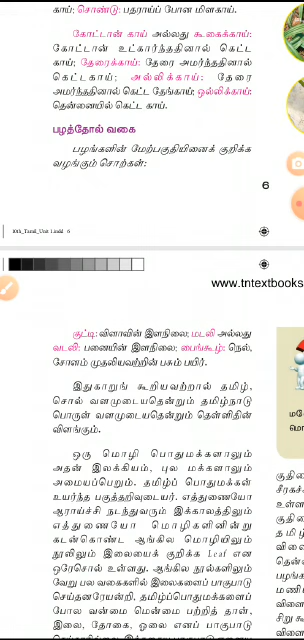 காய்; சொண்டு: பதராய்ப் போன மிளகாய்.
கோட்டான் காய் அல்லது கூகைக்காய்:
கோட்டான் உட்கார்ந்ததினால் கெட்ட
காய்; தேரைக்காய்: தேரை அமர்ந்ததினால்
கெட்டகாய்; அல்லிக்காய்: தேரை
அமர்ந்ததினால் கெட்ட தேங்காய்; ஒல்லிக்காய்:
தென்னையில் கெட்ட காய்.
பழத்தோல் வகை
பழங்களின் மேற்பகுதியினைக் குறிக்க
வழங்கும் சொற்கள்:
6
10th_Tamil_Unit 1.indd 6
www.tntextbooks
குட்டி: விளாவின் இளநிலை; மடலி அல்லது
வடலி: பனையின் இளநிலை; பைங்கூழ்: நெல்,
சோளம் முதலியவற்றின் பசும் பயிர்.
இதுகாறுங் கூறியவற்றால் தமிழ்,
சொல் வளமுடையதென்றும் தமிழ்நாடு
பொருள் வளமுடையதென்றும் தெள்ளிதின்
விளங்கும்.
ஒரு மொழி பொதுமக்களாலும்
அதன் இலக்கியம், புல மக்களாலும்
அமையப்பெறும். தமிழ்ப் பொதுமக்கள்
உயர்ந்த பகுத்தறிவுடையர். எத்துணையோ
ஆராய்ச்சி நடந்துவரும் இக்காலத்திலும்
எத்துணையோ மொழிகளினின்று
கடன்கொண்ட ஆங்கில மொழியிலும்
நூலிலும் இலையைக் குறிக்க Leaf என
ஒரேசொல் உள்ளது. ஆங்கில நூல்களிலும்
வேறு பல வகைகளில் இலைகளைப் பாகுபாடு
செய்தனரேயன்றி, தமிழ்ப்பொதுமக்களைப்
போல வன்மை மென்மை பற்றித் தாள்,
இலை, தோகை, ஓலை எனப் பாகுபாடு